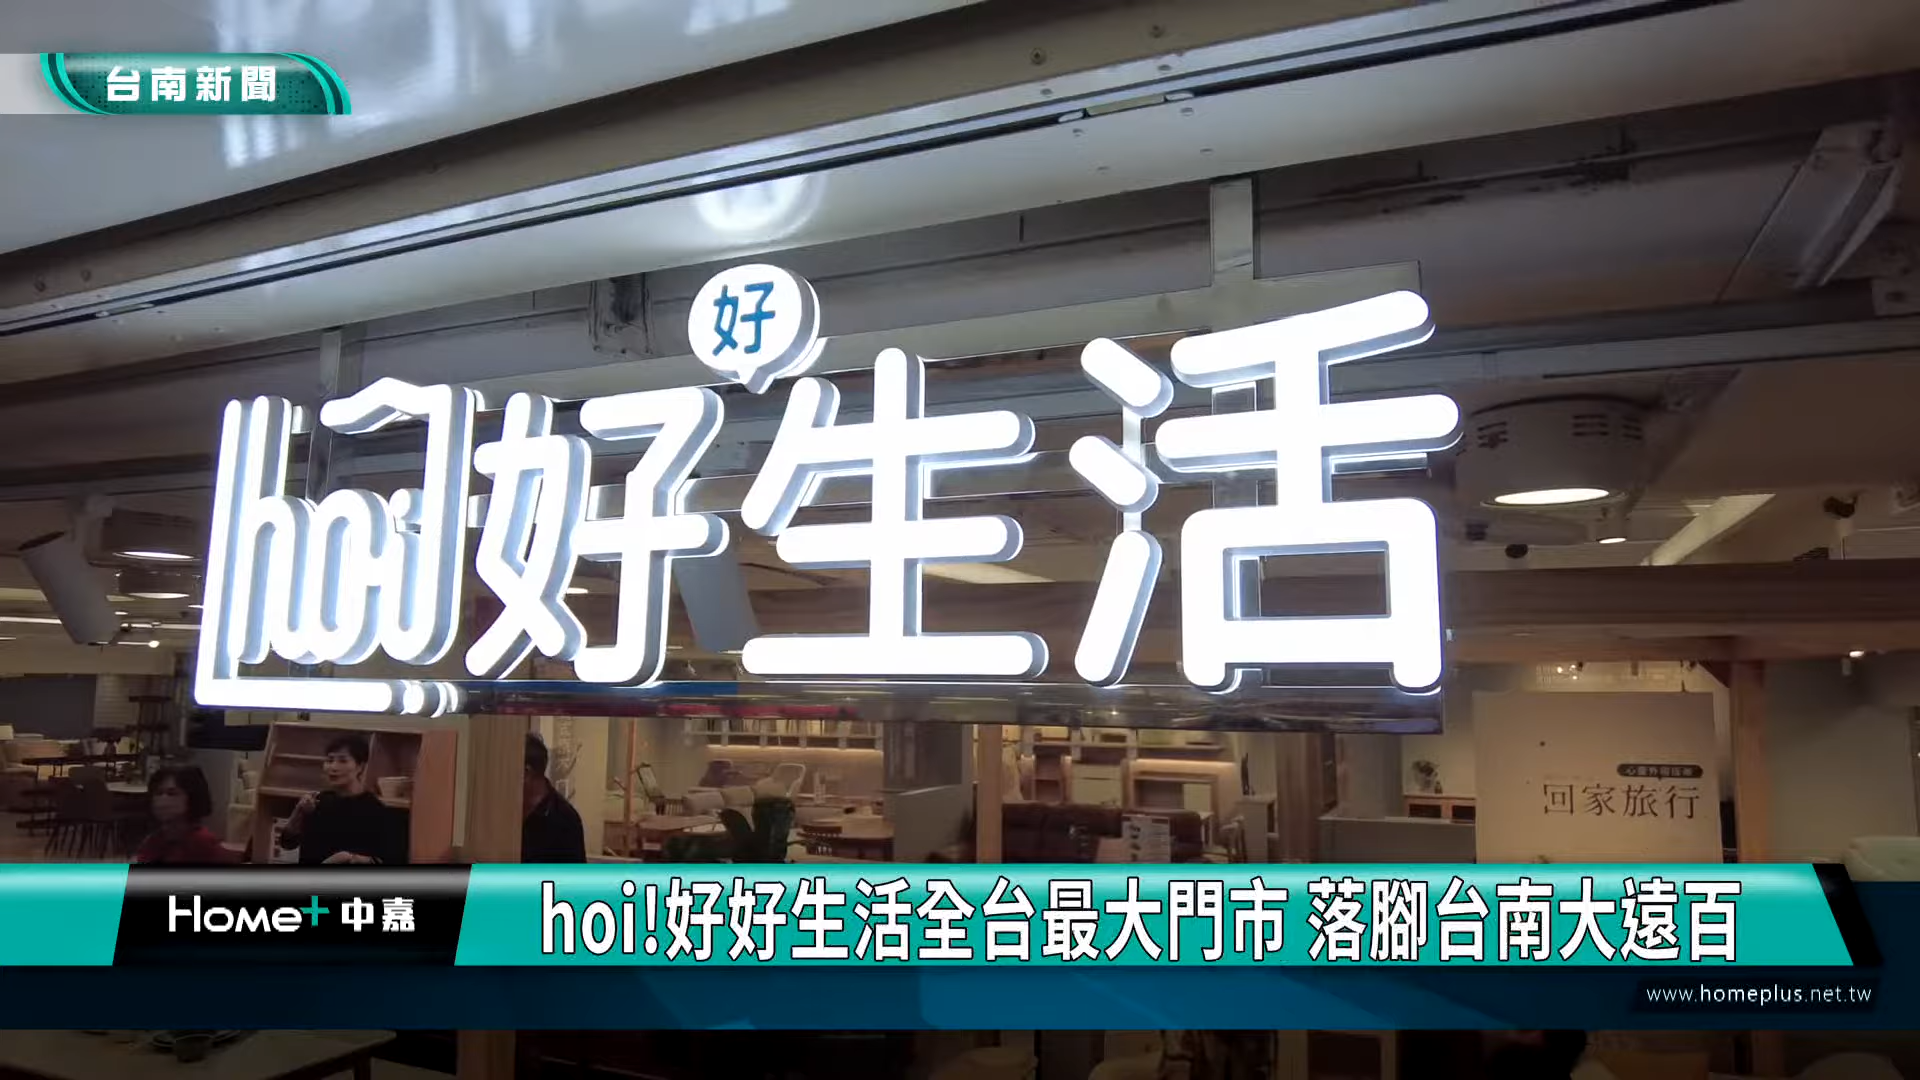 台南新聞
好
hoi好生活
回家旅行
Home+ 中嘉
hoi!好好生活全台最大門市 落腳台南大遠百
www.homeplus.net.tw